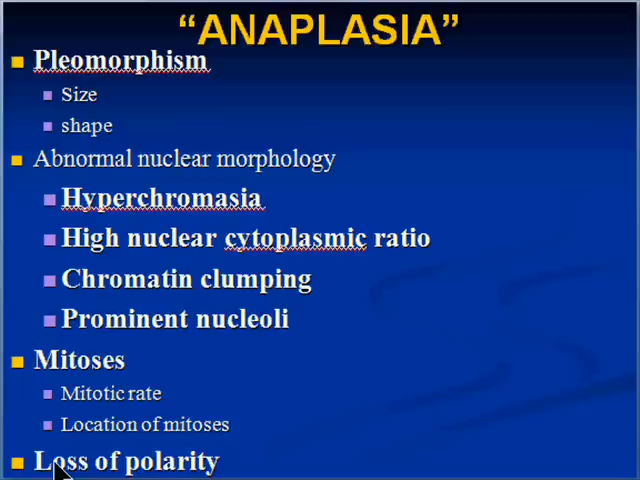 “ANAPLASIA”
Pleomorphism
Size
shape
Abnormal nuclear morphology
Hyperchromasia
High nuclear cytoplasmic ratio
Chromatin clumping
Prominent nucleoli
Mitoses
Mitotic rate
Location of mitoses
Loss of polarity